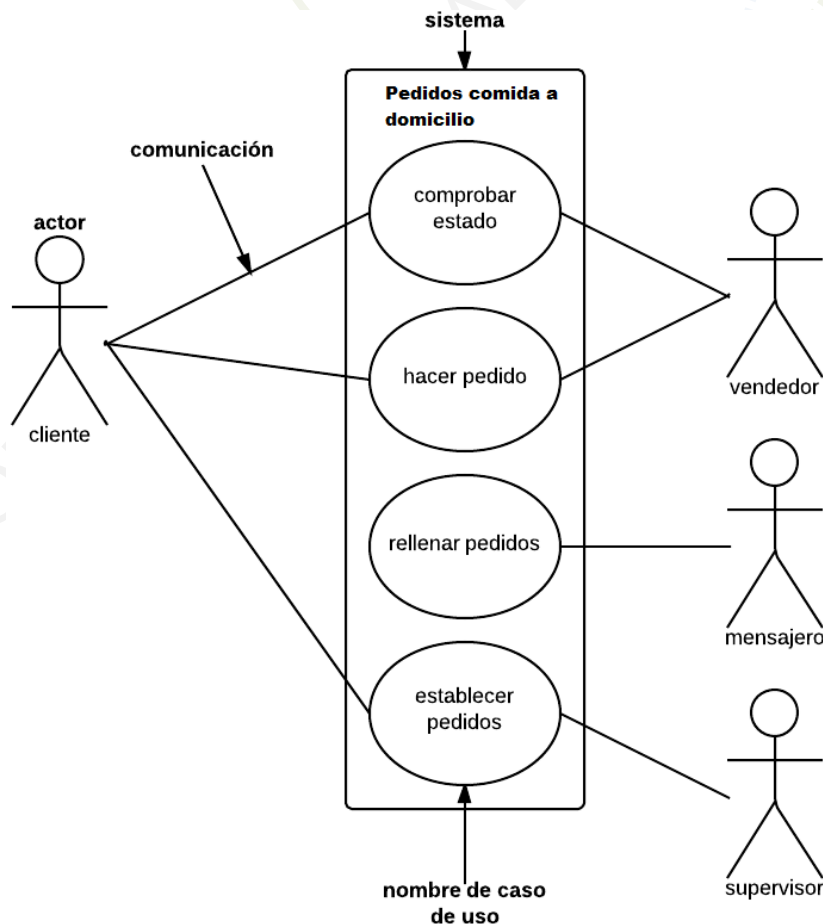 sistema
Pedidos comida a
domicilio
comunicación
comprobar
estado
actor
hacer pedido
vendedor
cliente
rellenar pedidos
mensajero
establecer
pedidos
supervisor
nombre de caso
de uso